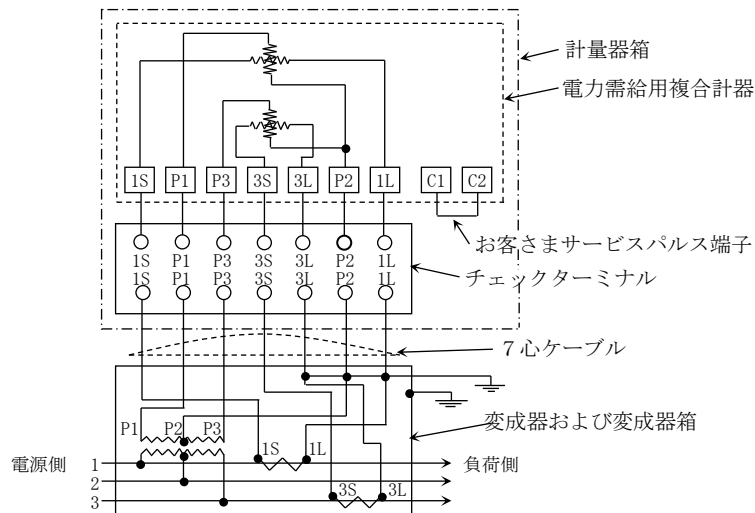 計量器箱
電力需給用複合計器
1S P1 P3 3S 3L P2 1L C1 C2
お客さまサービスパルス端子
1S P1 P3 3S 3L P2 1L
1S P1 P3 3S 3L P2 1L
チェックターミナル
7心ケーブル
変成器および変成器箱
P1 P2 P3
1S 1L
電源側 1 負荷側
2
3S 3L
3